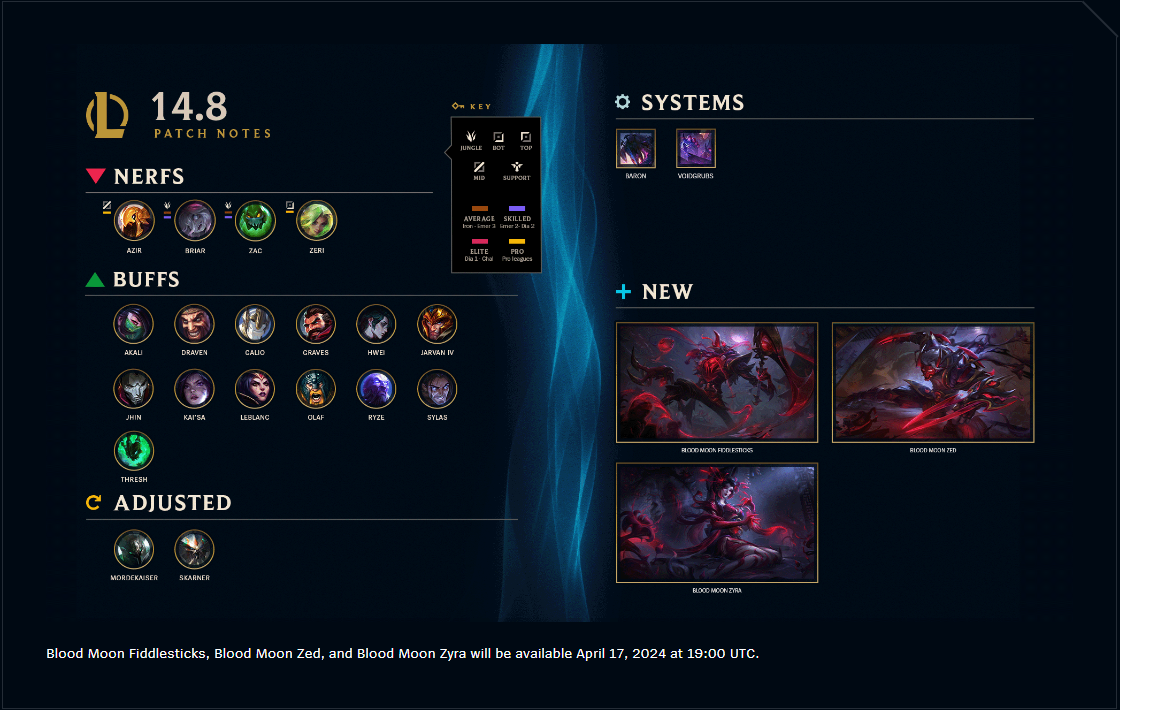 14.8
PATCH NOTES
NERFS
AZIR
BRIAR
ZAC
ZERI
BUFFS
AKALI
DRAVEN
GALIO
GRAVES
HWEI
JARVAN IV
JHIN
KAI'SA
LEBLANC
OLAF
RYZE
SYLAS
THRESH
ADJUSTED
MORDEKAISER
SKARNER
KEY
JUNGLE
BOT
TOP
MID
SUPPORT
AVERAGE
Iron - Emer 3
SKILLED
Emer 2- Dia 2
ELITE
Dia 1 - Chal
PRO
Pro leagues
SYSTEMS
BARON
VOIDGRUBS
NEW
BLOOD MOON FIDDLESTICKS
BLOOD MOON ZED
BLOOD MOON ZYRA
Blood Moon Fiddlesticks, Blood Moon Zed, and Blood Moon Zyra will be available April 17, 2024 at 19:00 UTC.